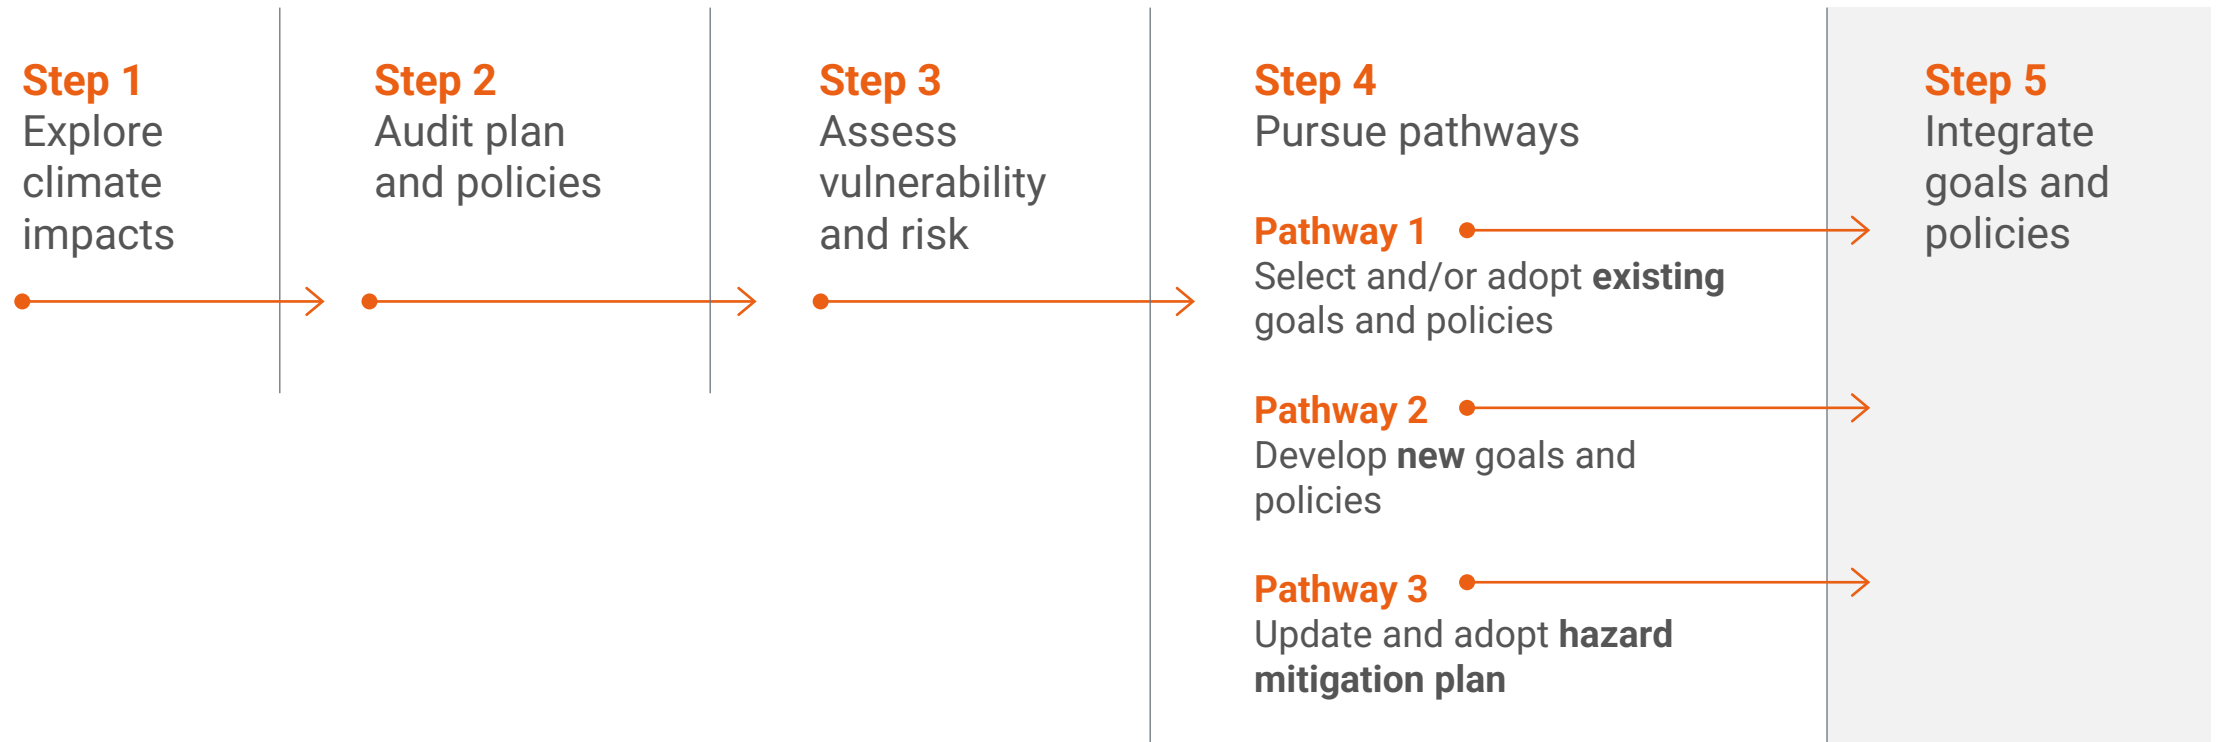 Step 1
Explore
climate
impacts
Step 2
Audit plan
and policies
Step 3
Assess
vulnerability
and risk
Step 4
Pursue pathways
Pathway 1
Select and/or adopt existing
goals and policies
Pathway 2
Develop new goals and
policies
Pathway 3
Update and adopt hazard
mitigation plan
Step 5
Integrate
goals and
policies